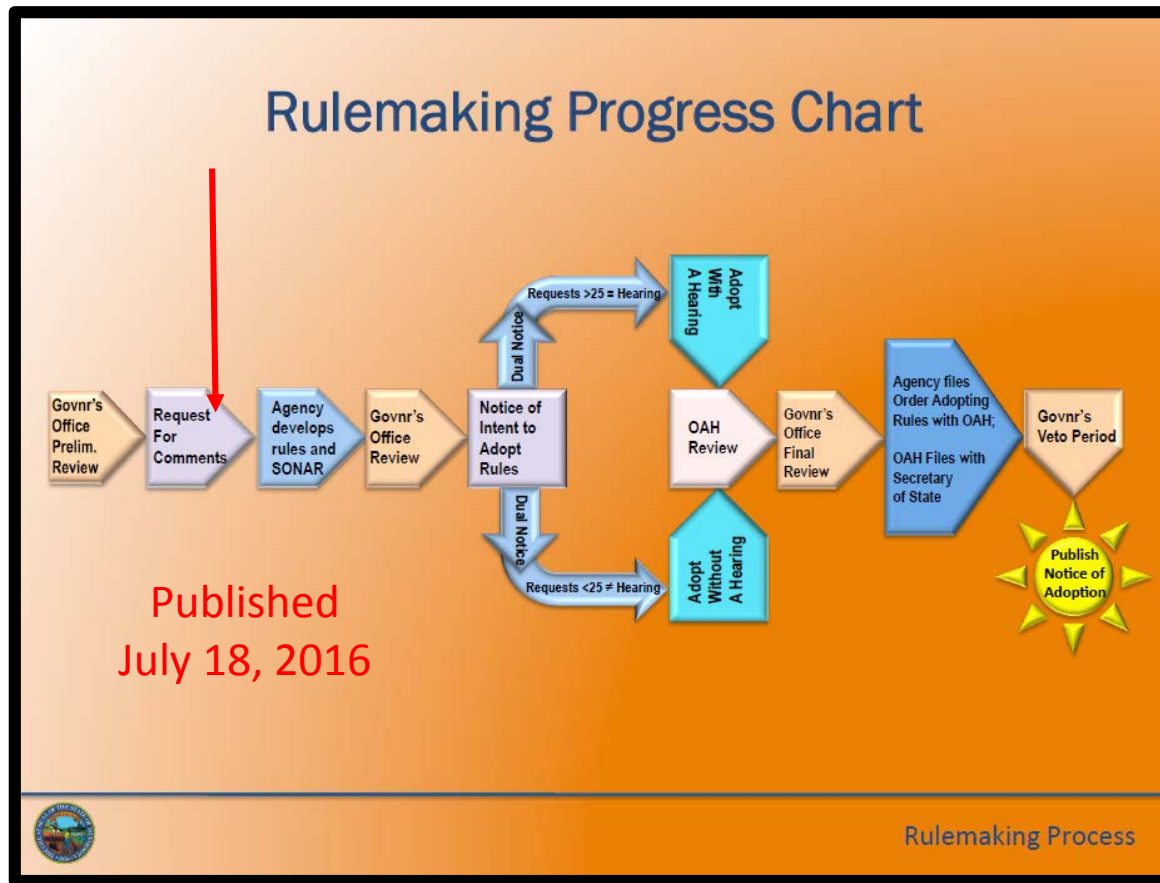 Rulemaking Progress Chart
Govnr's
Office
Prelim.
Review
Request
For
Comments
Agency
develops
rules and
SONAR
Govnr's
Office
Review
Notice of
Intent to
Adopt
Rules
Dual Notice
Requests >25 = Hearing
Adopt
With
A Hearing
Dual Notice
Requests <25 ≠ Hearing
Adopt
Without
A Hearing
OAH
Review
Govnr's
Office
Final
Review
Agency files
Order Adopting
Rules with OAH;
OAH Files with
Secretary
of State
Govnr's
Veto Period
Publish
Notice of
Adoption
Published
July 18, 2016
Rulemaking Process